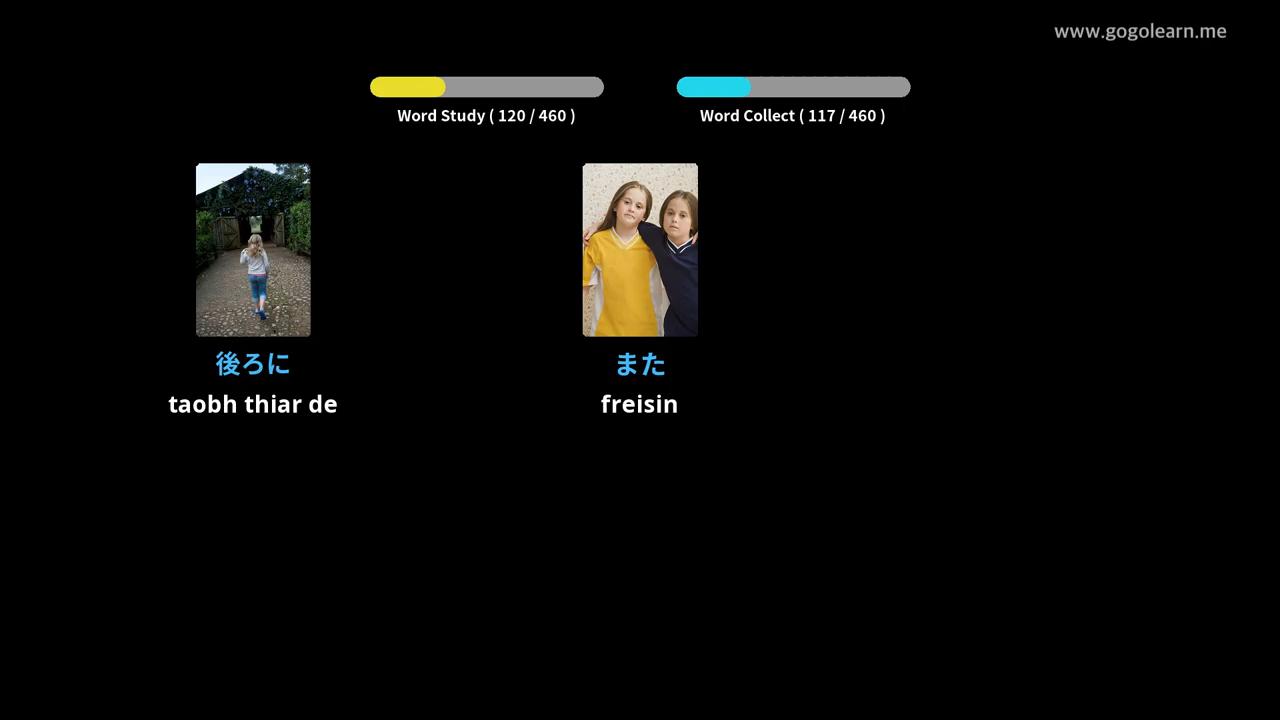 www.gogolearn.me
Word Study ( 120 / 460 )
Word Collect ( 117 / 460 )
後ろに
taobh thiar de
また
freisin